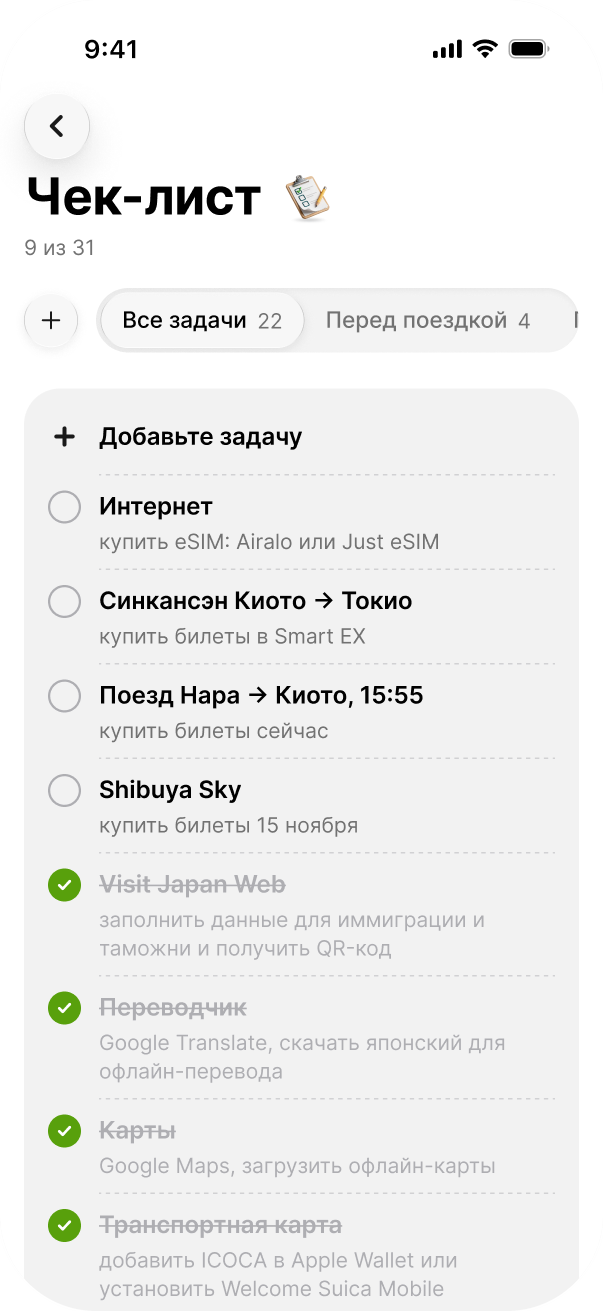 9:41
Чек-лист
9 из 31
Все задачи 22 Перед поездкой 4
Добавьте задачу
Интернет
купить eSIM: Airalo или Just eSIM
Синкансэн Киото → Токио
купить билеты в Smart EX
Поезд Нара → Киото, 15:55
купить билеты сейчас
Shibuya Sky
купить билеты 15 ноября
Visit Japan Web
заполнить данные для иммиграции и
таможни и получить QR-код
Переводчик
Google Translate, скачать японский для
офлайн-перевода
Карты
Google Maps, загрузить офлайн-карты
Транспортная карта
добавить ICOCA в Apple Wallet или
установить Welcome Suica Mobile